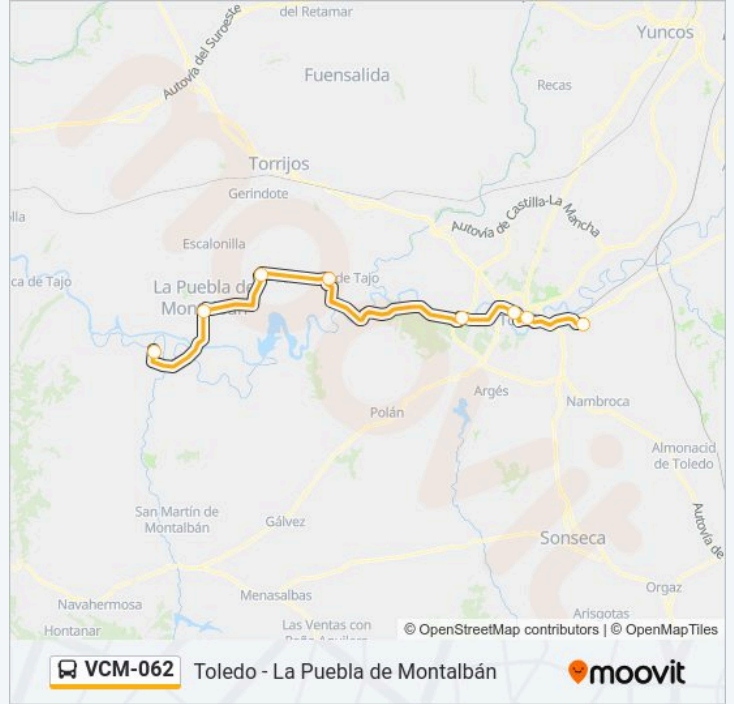 del Retamar
Autovía del Suroeste
Yuncos
Fuensalida
Recas
Torrijos
Gerindote
Autovía de Castilla-La Mancha
Escalonilla
de Tajo
ca de Tajo
La Puebla de
Montalbán
Argés
Nambroca
Polán
Almonacid
de Toledo
San Martín de
Montalbán
Gálvez
Autovía de
Sonseca
Menasalbas
Orgaz
Navahermosa
Arisgotas
Hontanar
Las Ventas con
© OpenStreetMap contributors | © OpenMapTiles
VCM-062 Toledo - La Puebla de Montalbán
moovit